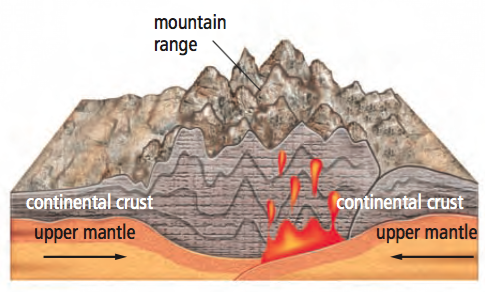 mountain
range
continental crust
continental crust
upper mantle
upper mantle